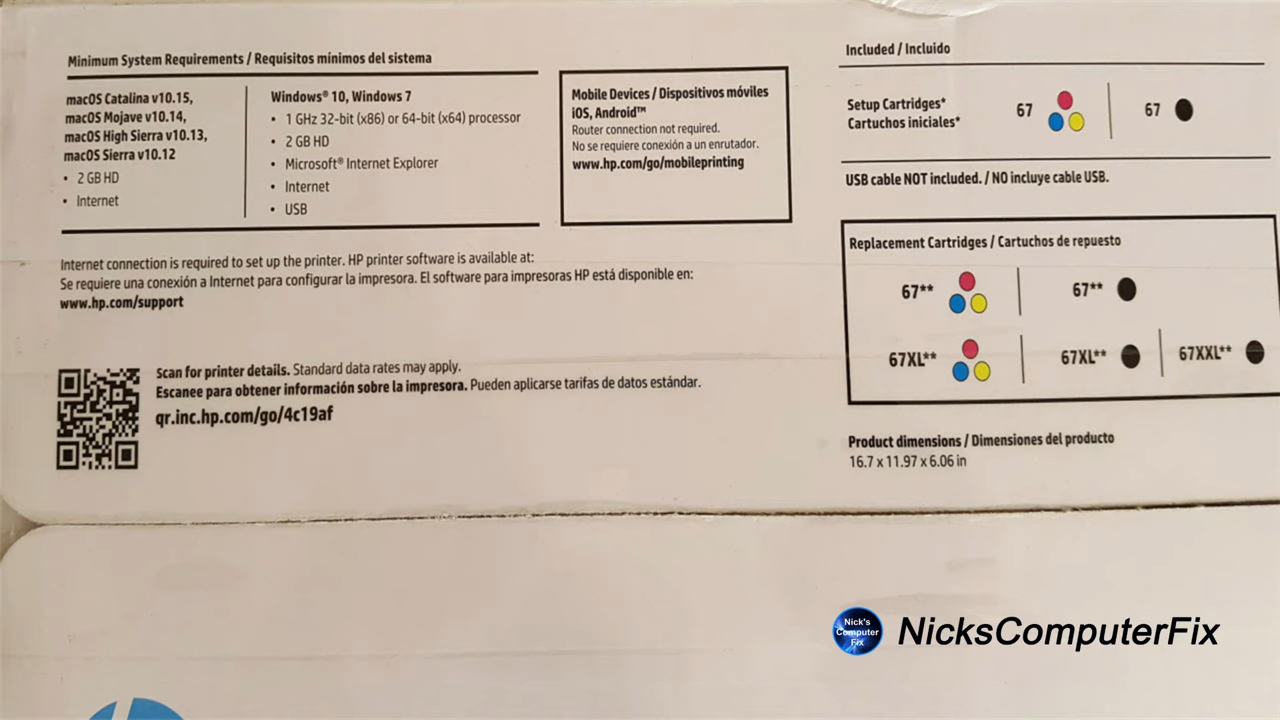 Minimum System Requirements / Requisitos mínimos del sistema
macOS Catalina v10.15,
macOS Mojave v10.14,
macOS High Sierra v10.13,
macOS Sierra v10.12
• 2 GB HD
• Internet
Windows® 10, Windows 7
• 1 GHz 32-bit (x86) or 64-bit (x64) processor
• 2 GB HD
• Microsoft® Internet Explorer
• Internet
• USB
Mobile Devices / Dispositivos móviles
iOS, Android™
Router connection not required.
No se requiere conexión a un enrutador.
www.hp.com/go/mobileprinting
Internet connection is required to set up the printer. HP printer software is available at:
Se requiere una conexión a Internet para configurar la impresora. El software para impresoras HP está disponible en:
www.hp.com/support
Scan for printer details. Standard data rates may apply.
Escanee para obtener información sobre la impresora. Pueden aplicarse tarifas de datos estándar.
qr.inc.hp.com/go/4c19af
Included / Incluido
Setup Cartridges*
Cartuchos iniciales*
67 67
USB cable NOT included. / NO incluye cable USB.
Replacement Cartridges / Cartuchos de repuesto
67** 67**
67XL** 67XL** 67XXL**
Product dimensions / Dimensiones del producto
16.7 x 11.97 x 6.06 in
Nick's
Computer
Fix
NicksComputerFix